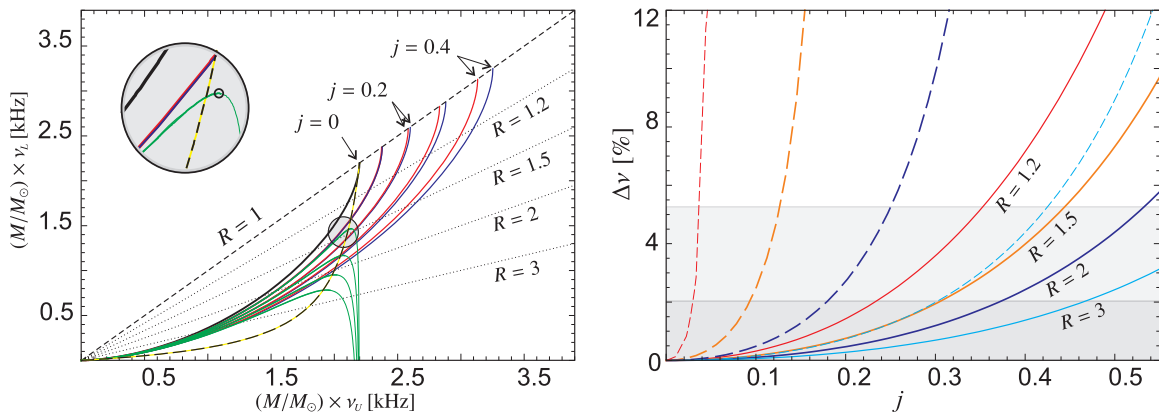 3.5
2.5
1.5
0.5
(M/M☉) × ν_L [kHz]
j = 0.4
j = 0.2
j = 0
R = 1
R = 1.2
R = 1.5
R = 2
R = 3
0.5 1.5 2.5 3.5
(M/M☉) × ν_U [kHz]
12
8
4
0
Δν [%]
R = 1.2
R = 1.5
R = 2
R = 3
0.1 0.2 0.3 0.4 0.5
j